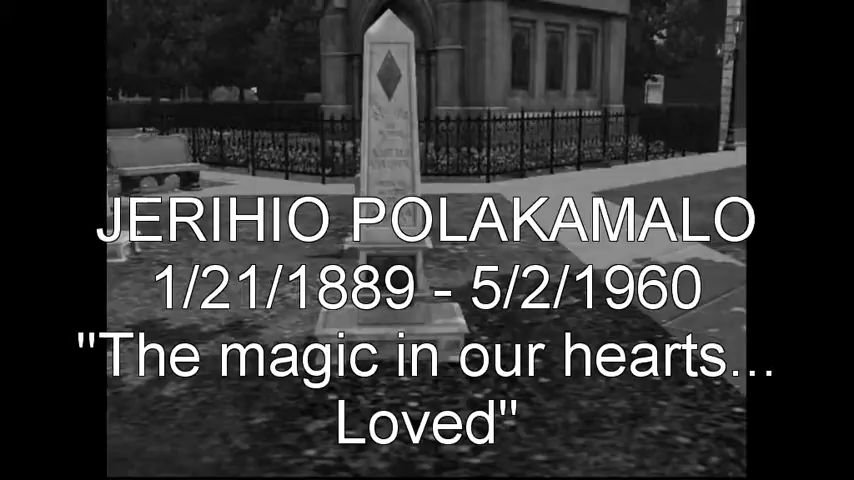 JERIHIO POLAKAMALO
1/21/1889 - 5/2/1960
"The magic in our hearts...
Loved"